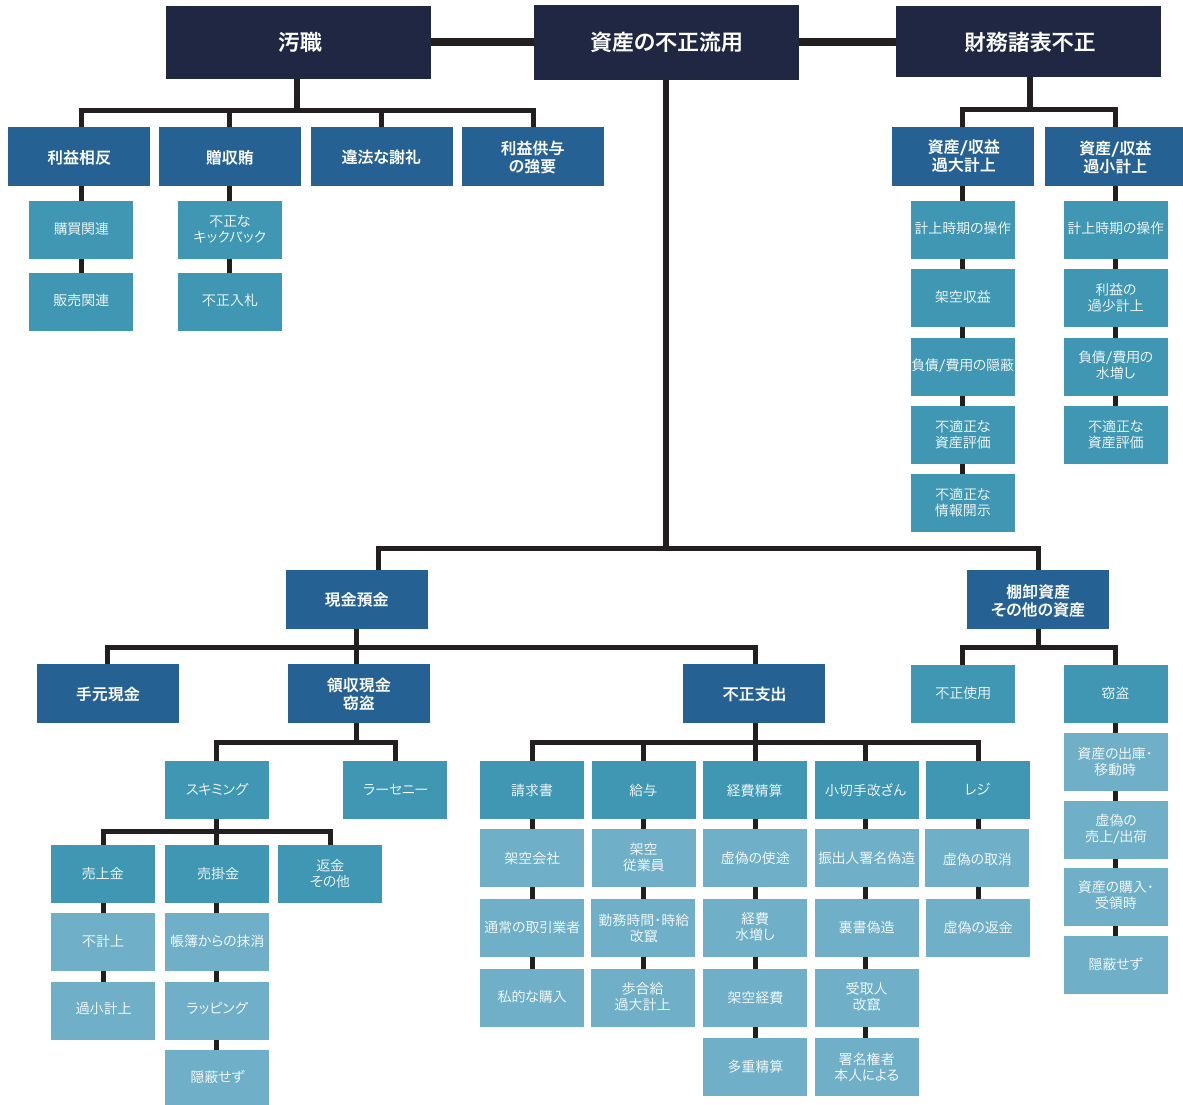 汚職
資産の不正流用
財務諸表不正
利益相反
贈収賄
違法な謝礼
利益供与
の強要
資産/収益
過大計上
資産/収益
過小計上
購買関連
販売関連
不正な
キックバック
不正入札
計上時期の操作
架空収益
負債/費用の隠蔽
不適正な
資産評価
不適正な
情報開示
計上時期の操作
利益の
過少計上
負債/費用の
水増し
不適正な
資産評価
現金預金
棚卸資産
その他の資産
手元現金
領収現金
窃盗
不正支出
不正使用
窃盗
資産の出庫・
移動時
虚偽の
売上/出荷
資産の購入・
受領時
隠蔽せず
スキミング
ラーセニー
売上金
売掛金
返金
その他
不計上
過小計上
帳簿からの抹消
ラッピング
隠蔽せず
請求書
給与
経費精算
小切手改ざん
レジ
架空会社
通常の取引業者
私的な購入
架空
従業員
勤務時間・時給
改竄
歩合給
過大計上
虚偽の使途
経費
水増し
架空経費
多重精算
振出人署名偽造
裏書偽造
受取人
改竄
署名権者
本人による
虚偽の取消
虚偽の返金